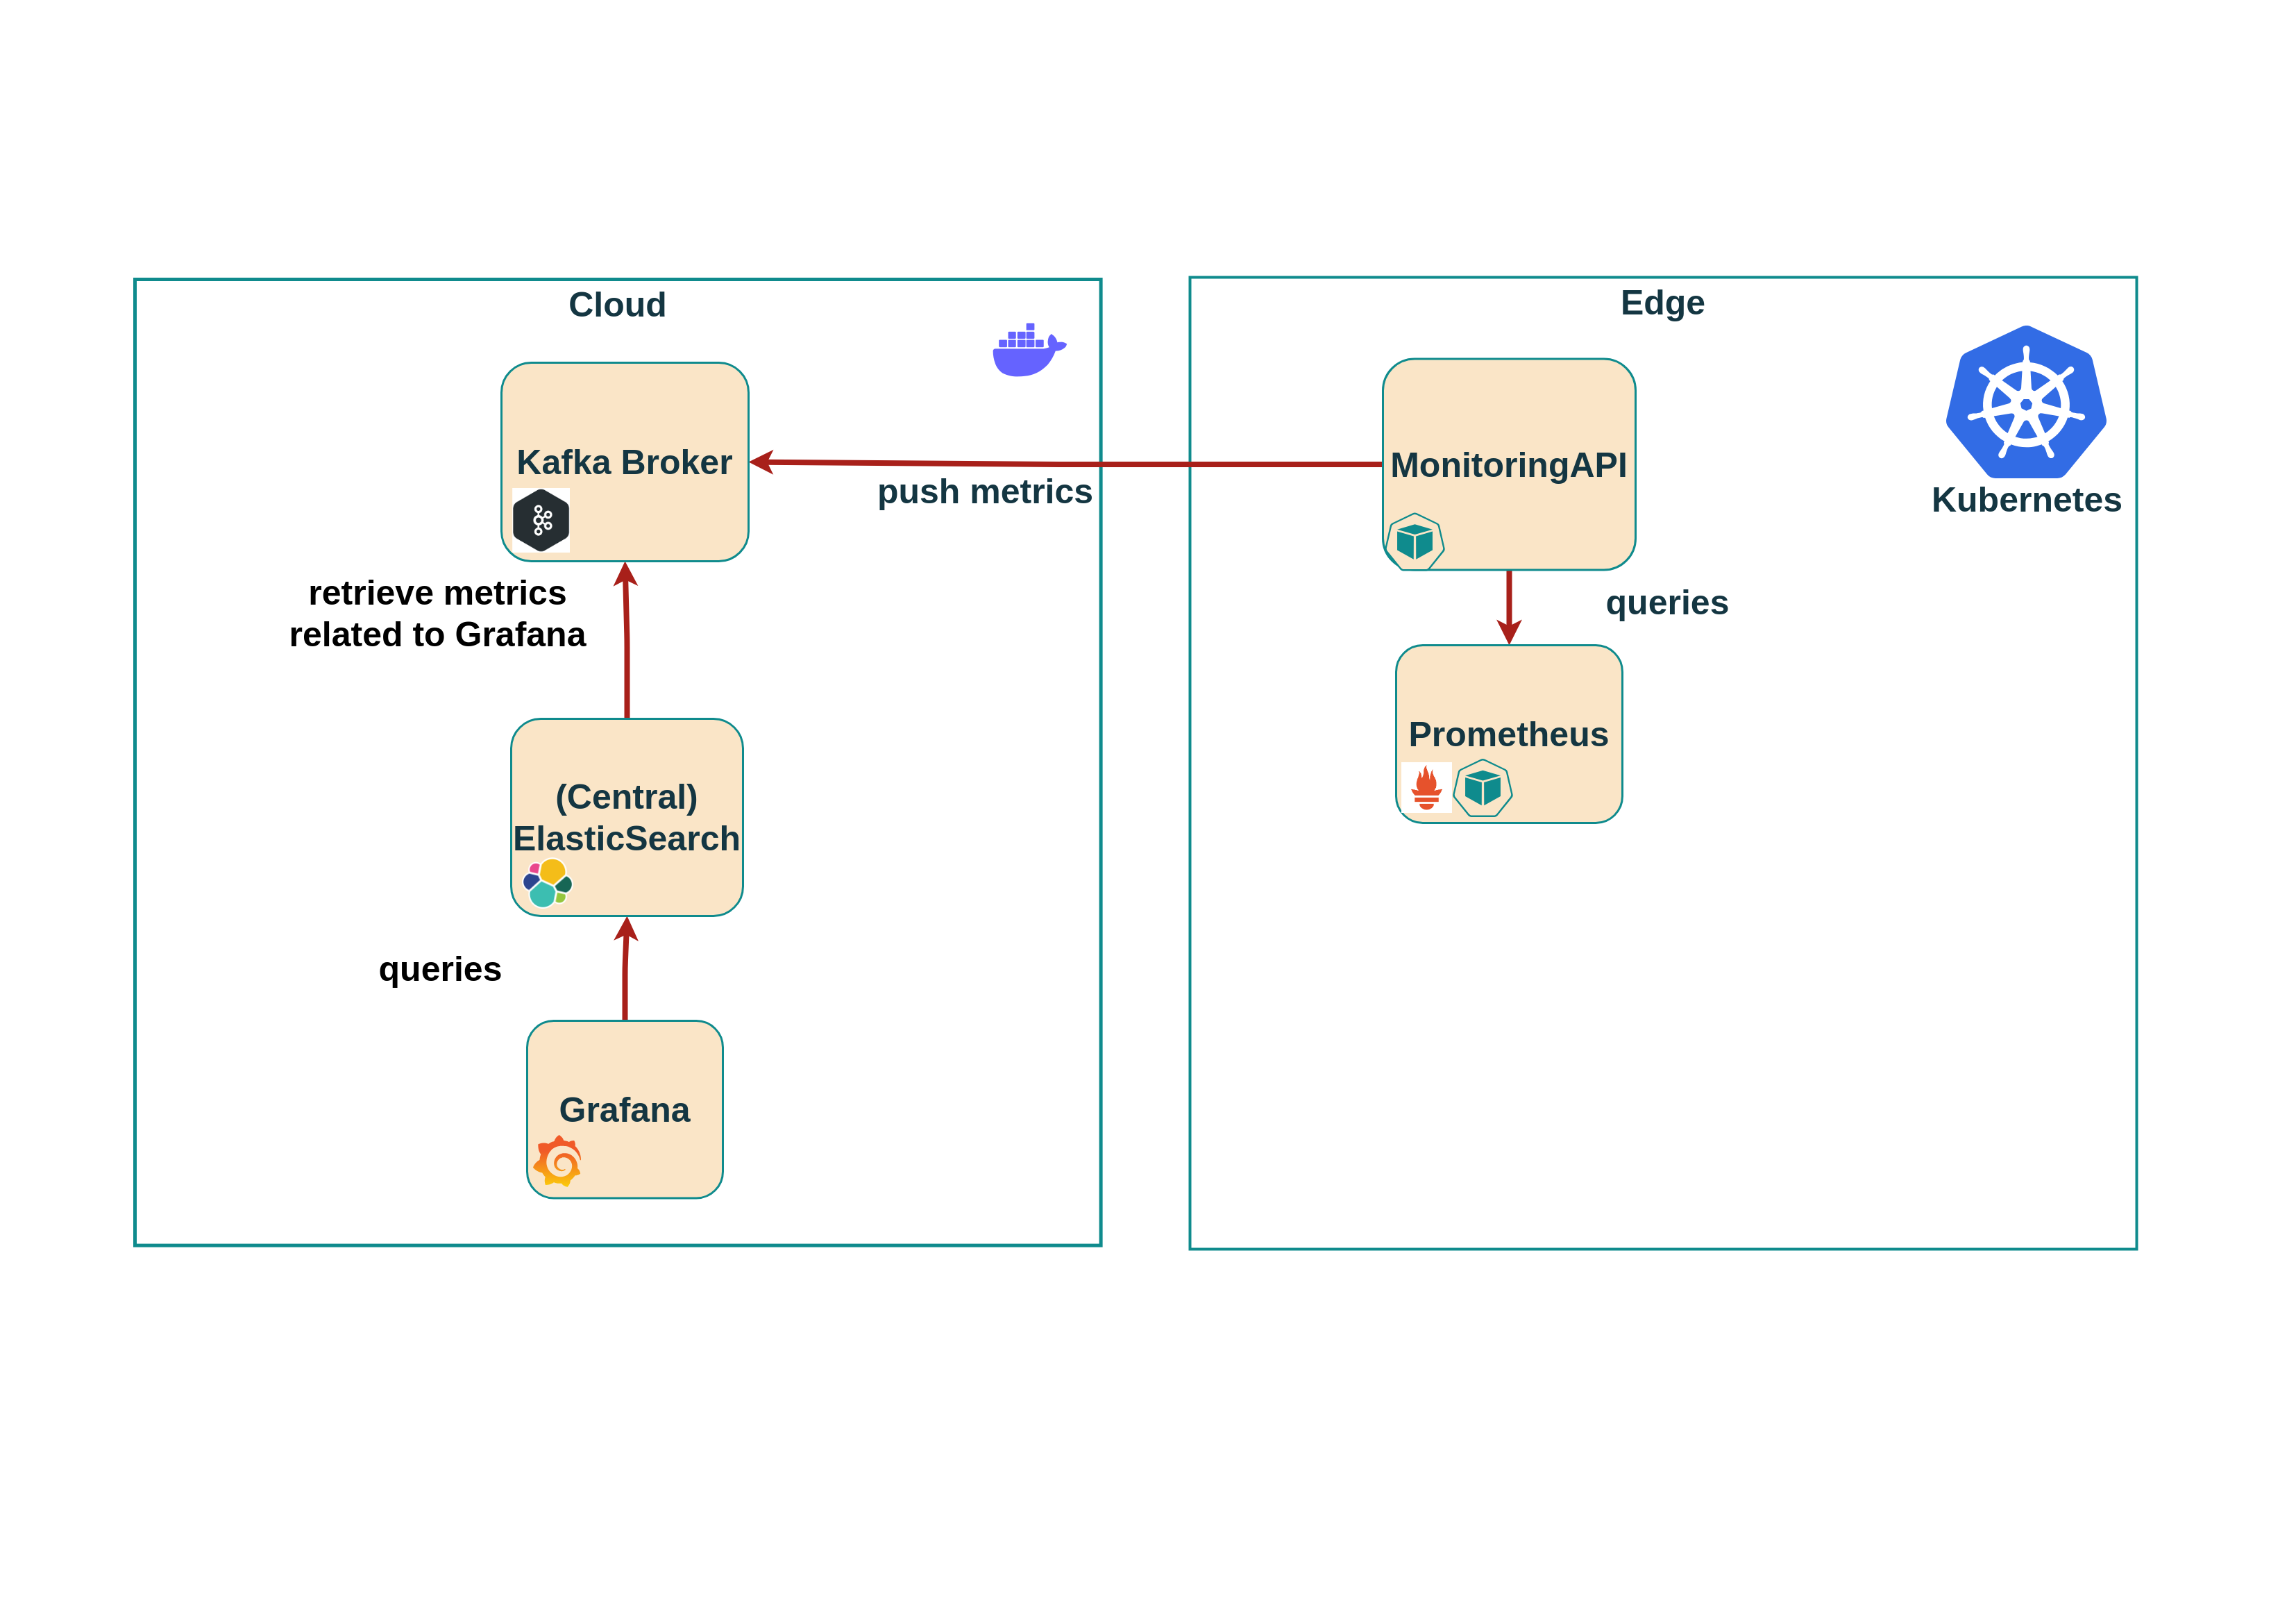 Cloud
Kafka Broker
push metrics
retrieve metrics
related to Grafana
(Central)
ElasticSearch
queries
Grafana
Edge
MonitoringAPI
Kubernetes
queries
Prometheus